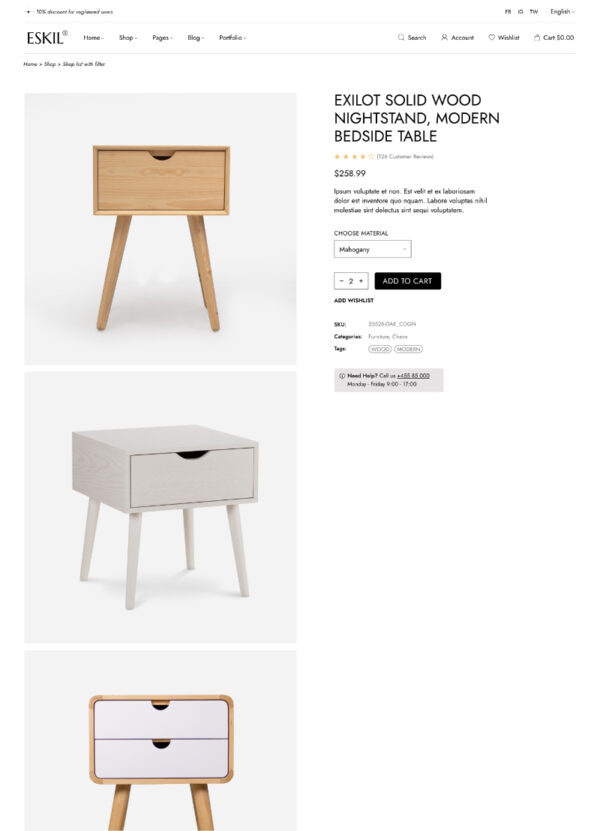 10% discount for registered users
FB IG TW English
ESKIL®
Home Shop Pages Blog Portfolio
Search Account Wishlist Cart $0.00
Home > Shop > Shop list with filter
EXILOT SOLID WOOD
NIGHTSTAND, MODERN
BEDSIDE TABLE
(126 Customer Reviews)
$258.99
Ipsum voluptate et non. Est velit et ex laboriosam
dolor est inventore quo nquam. Labore voluptas nihil
molestiae sint delectus sint sequi voluptatem.
CHOOSE MATERIAL
Mahogany
− 2 + ADD TO CART
ADD WISHLIST
SKU: 25528-OAK_COGN
Categories: Furniture, Chairs
Tags: WOOD MODERN
Need Help? Call us +455 85 000
Monday - Friday 9:00 - 17:00